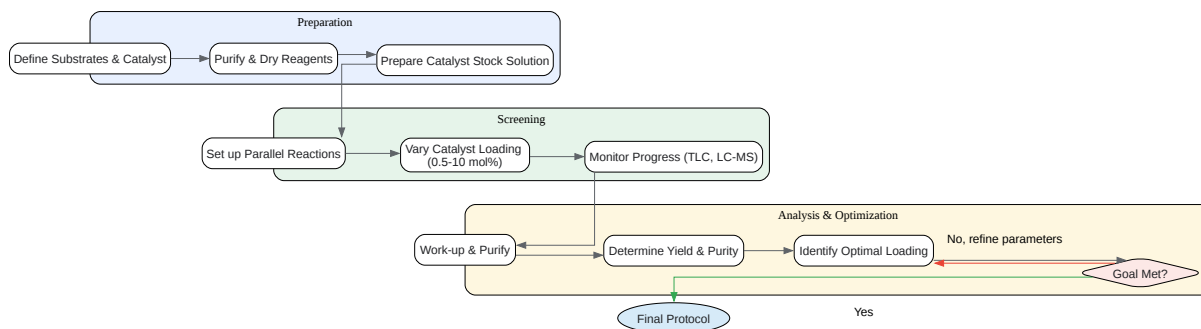 Preparation
Define Substrates & Catalyst
Purify & Dry Reagents
Prepare Catalyst Stock Solution
Screening
Set up Parallel Reactions
Vary Catalyst Loading
(0.5-10 mol%)
Monitor Progress (TLC, LC-MS)
Analysis & Optimization
Work-up & Purify
Determine Yield & Purity
Identify Optimal Loading
No, refine parameters
Goal Met?
Final Protocol
Yes